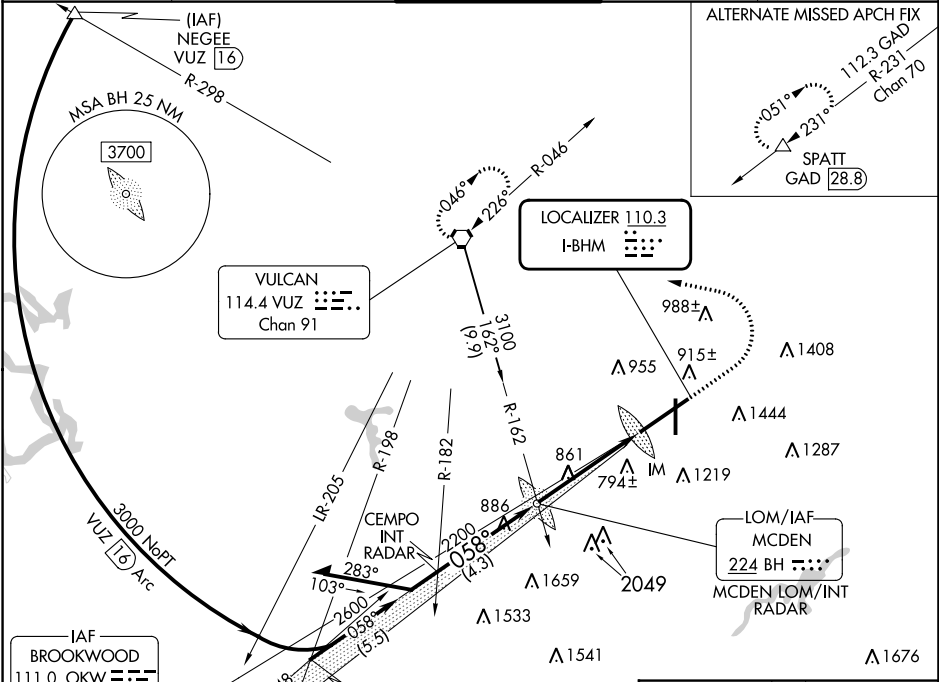 (IAF)
NEGEE
VUZ 16
R-298
MSA BH 25 NM
3700
ALTERNATE MISSED APCH FIX
112.3 GAD
R-231
Chan 70
051°
231°
SPATT
GAD 28.8
R-046
046°
226°
LOCALIZER 110.3
I-BHM
VULCAN
114.4 VUZ
Chan 91
3100
162°
(9.9)
R-162
988±
915±
955
1408
1444
1287
1219
IM
794±
861
886
LR-205
R-198
R-182
CEMPO
INT
RADAR
2200
058°
(4.3)
283°
103°
2600
058°
(5.5)
3000 NoPT
VUZ 16 Arc
LOM/IAF
MCDEN
224 BH
MCDEN LOM/INT
RADAR
2049
1659
1533
1541
1676
IAF
BROOKWOOD
111.0 OKW